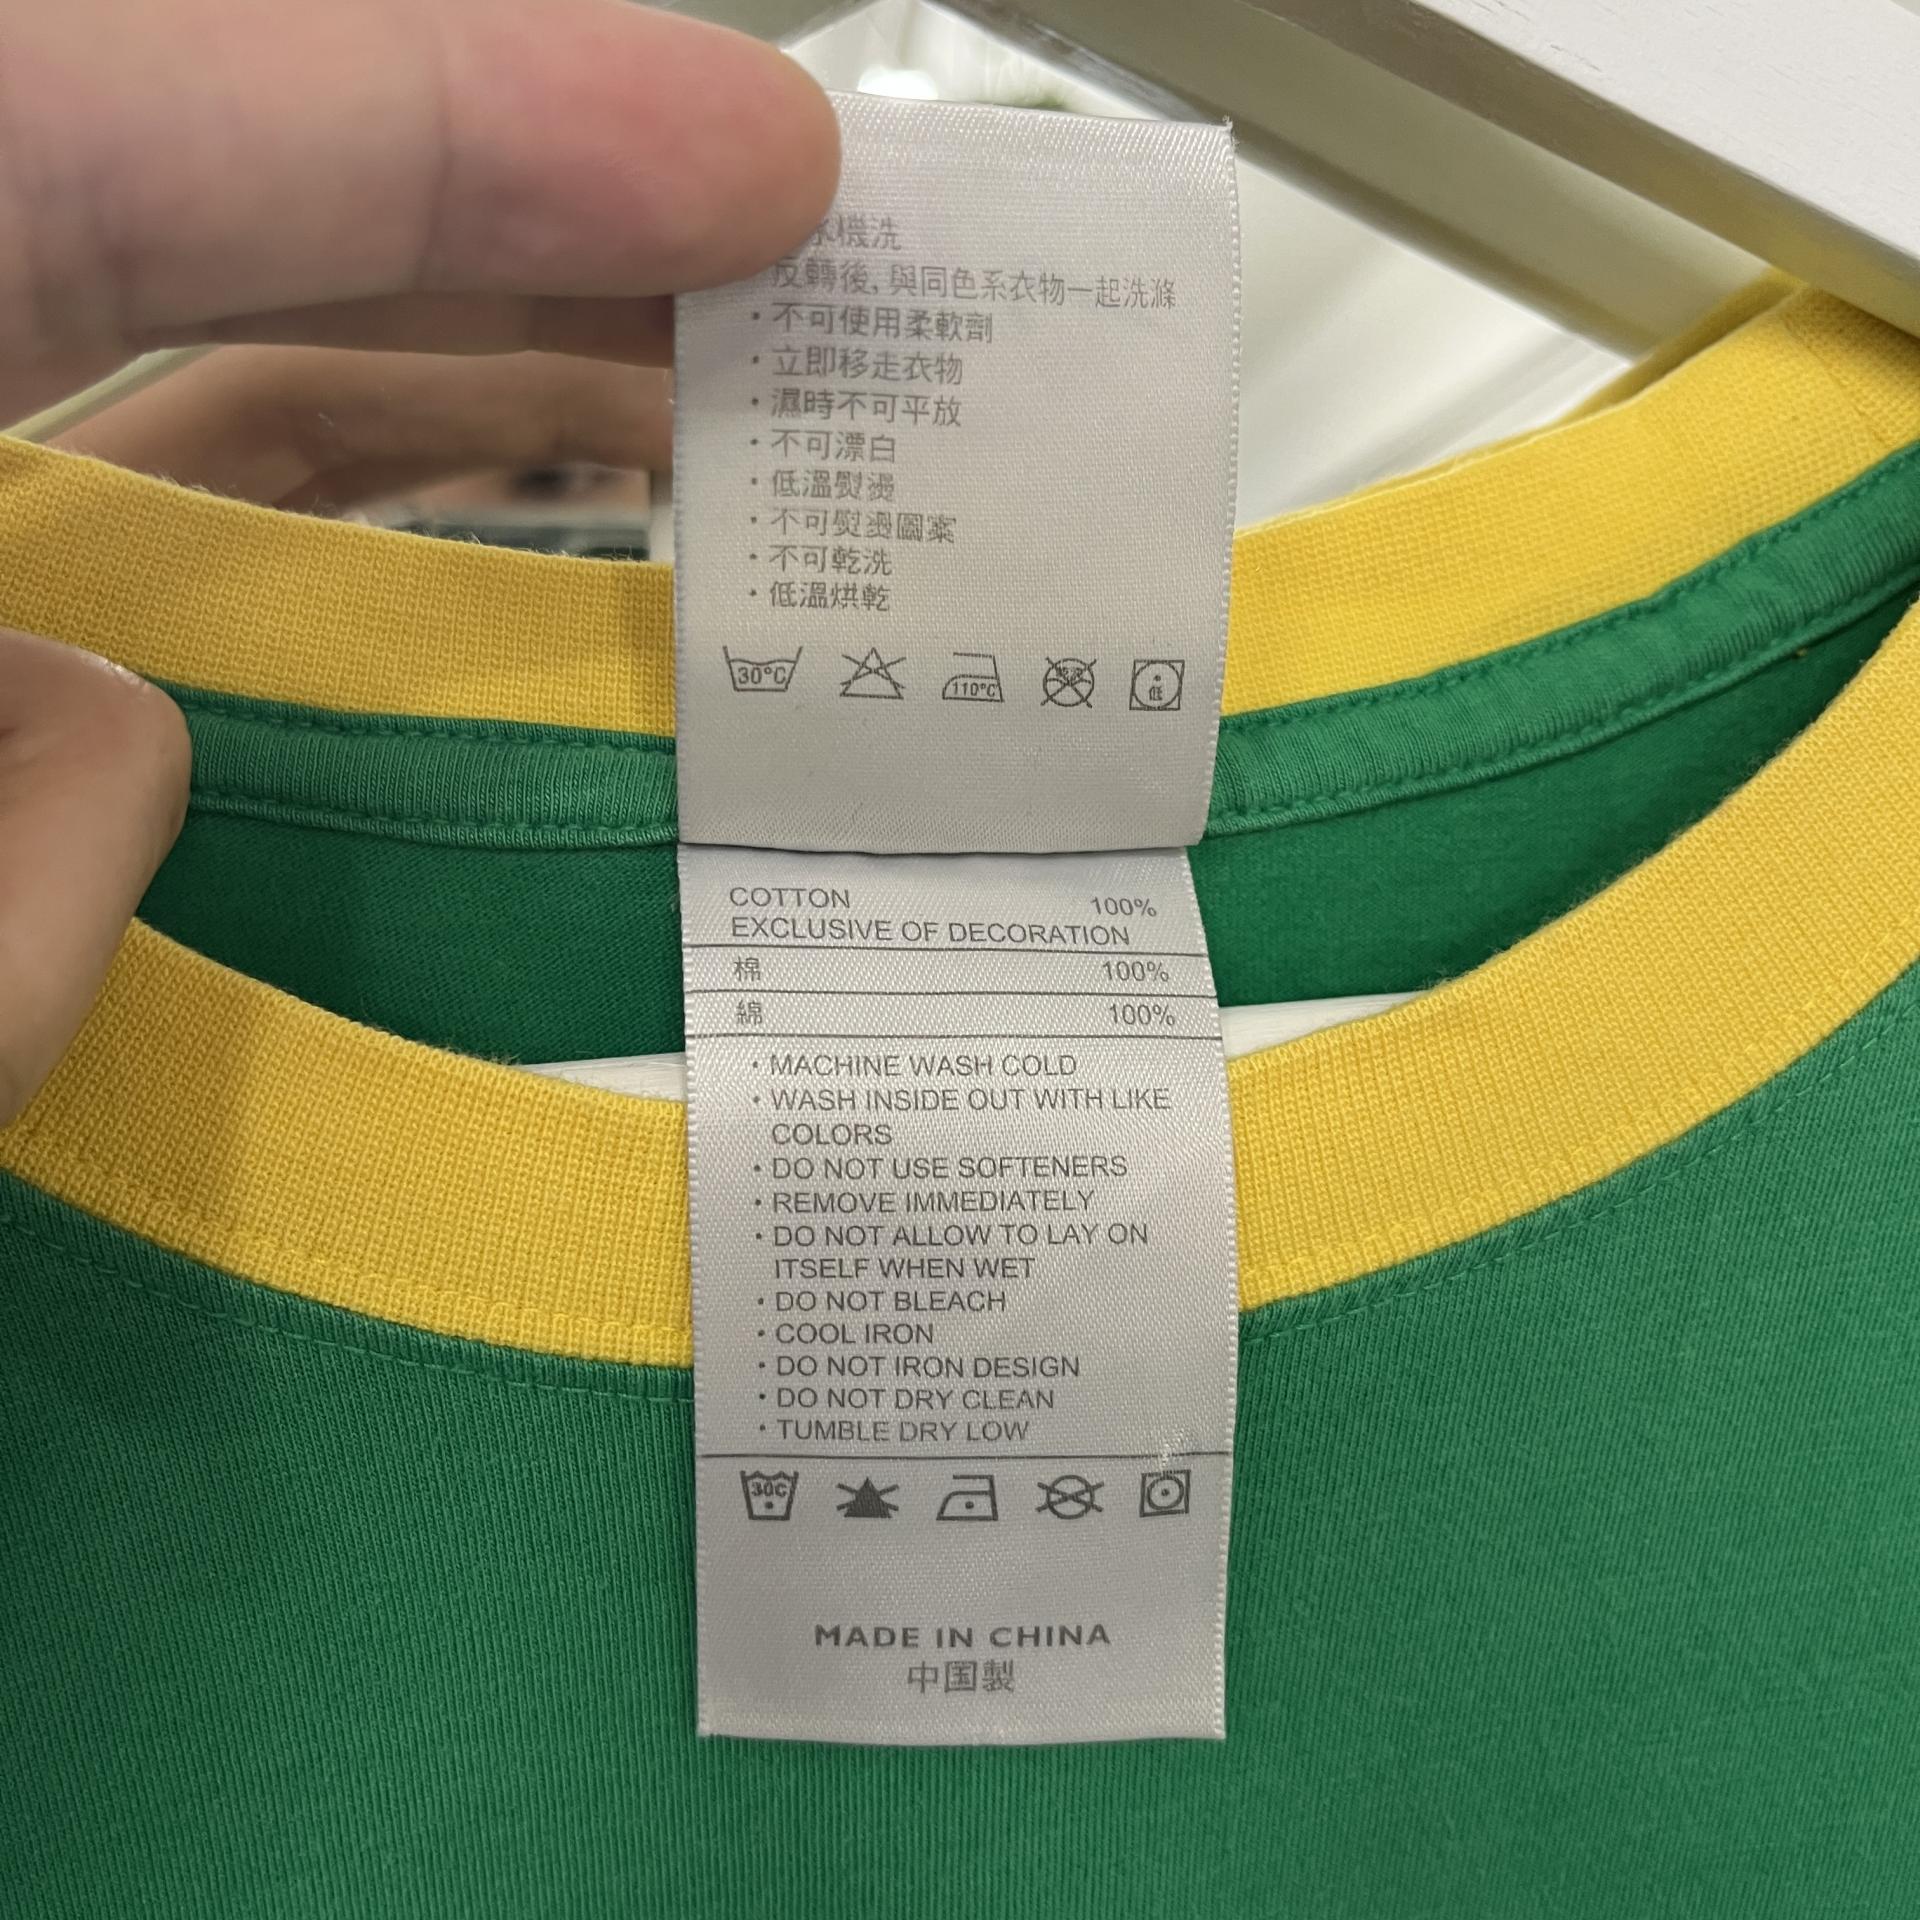 水機洗
反轉後,與同色系衣物一起洗滌
・不可使用柔軟劑
・立即移走衣物
・濕時不可平放
・不可漂白
・低溫熨燙
・不可熨燙圖案
・不可乾洗
・低溫烘乾
30°C 110°C 低
COTTON 100%
EXCLUSIVE OF DECORATION
棉 100%
綿 100%
・MACHINE WASH COLD
・WASH INSIDE OUT WITH LIKE
COLORS
・DO NOT USE SOFTENERS
・REMOVE IMMEDIATELY
・DO NOT ALLOW TO LAY ON
ITSELF WHEN WET
・DO NOT BLEACH
・COOL IRON
・DO NOT IRON DESIGN
・DO NOT DRY CLEAN
・TUMBLE DRY LOW
30C
MADE IN CHINA
中国製